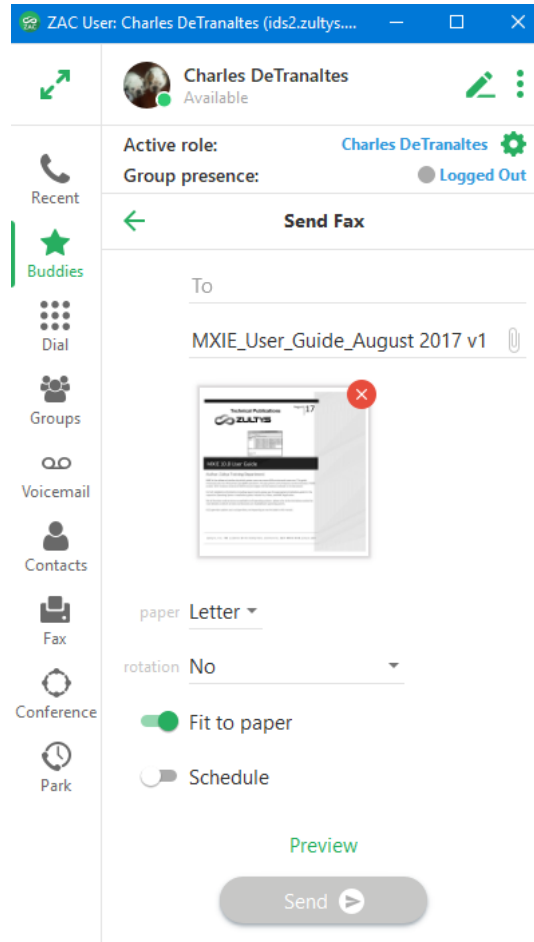 ZAC User: Charles DeTranaltes (ids2.zultys....
Charles DeTranaltes
Available
Active role: Charles DeTranaltes
Group presence: Logged Out
Recent
Buddies
Dial
Groups
Voicemail
Contacts
Fax
Conference
Park
Send Fax
To
MXIE_User_Guide_August 2017 v1
Technical Publications
17
ZULTYS
MXIE 10.0 User Guide
paper Letter
rotation No
Fit to paper
Schedule
Preview
Send